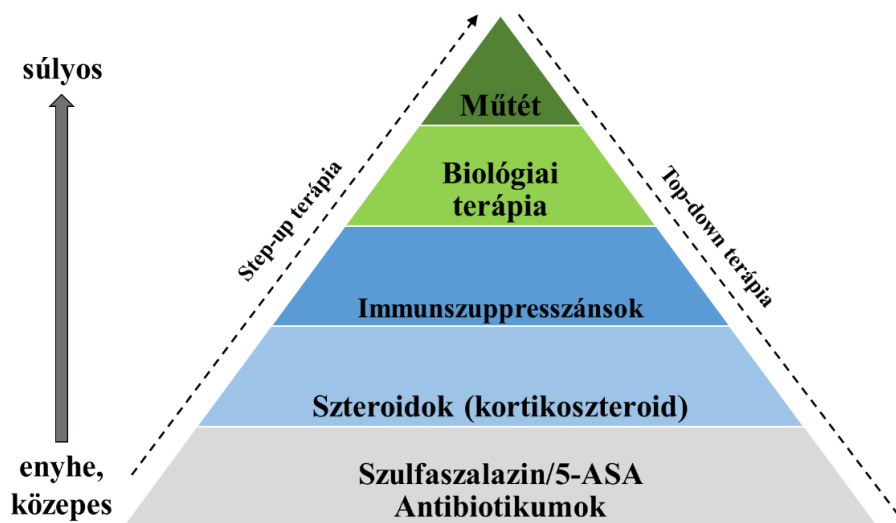 súlyos
Műtét
Biológiai
terápia
Step-up terápia
Top-down terápia
Immunszuppresszánsok
Szteroidok (kortikoszteroid)
enyhe,
közepes
Szulfaszalazin/5-ASA
Antibiotikumok